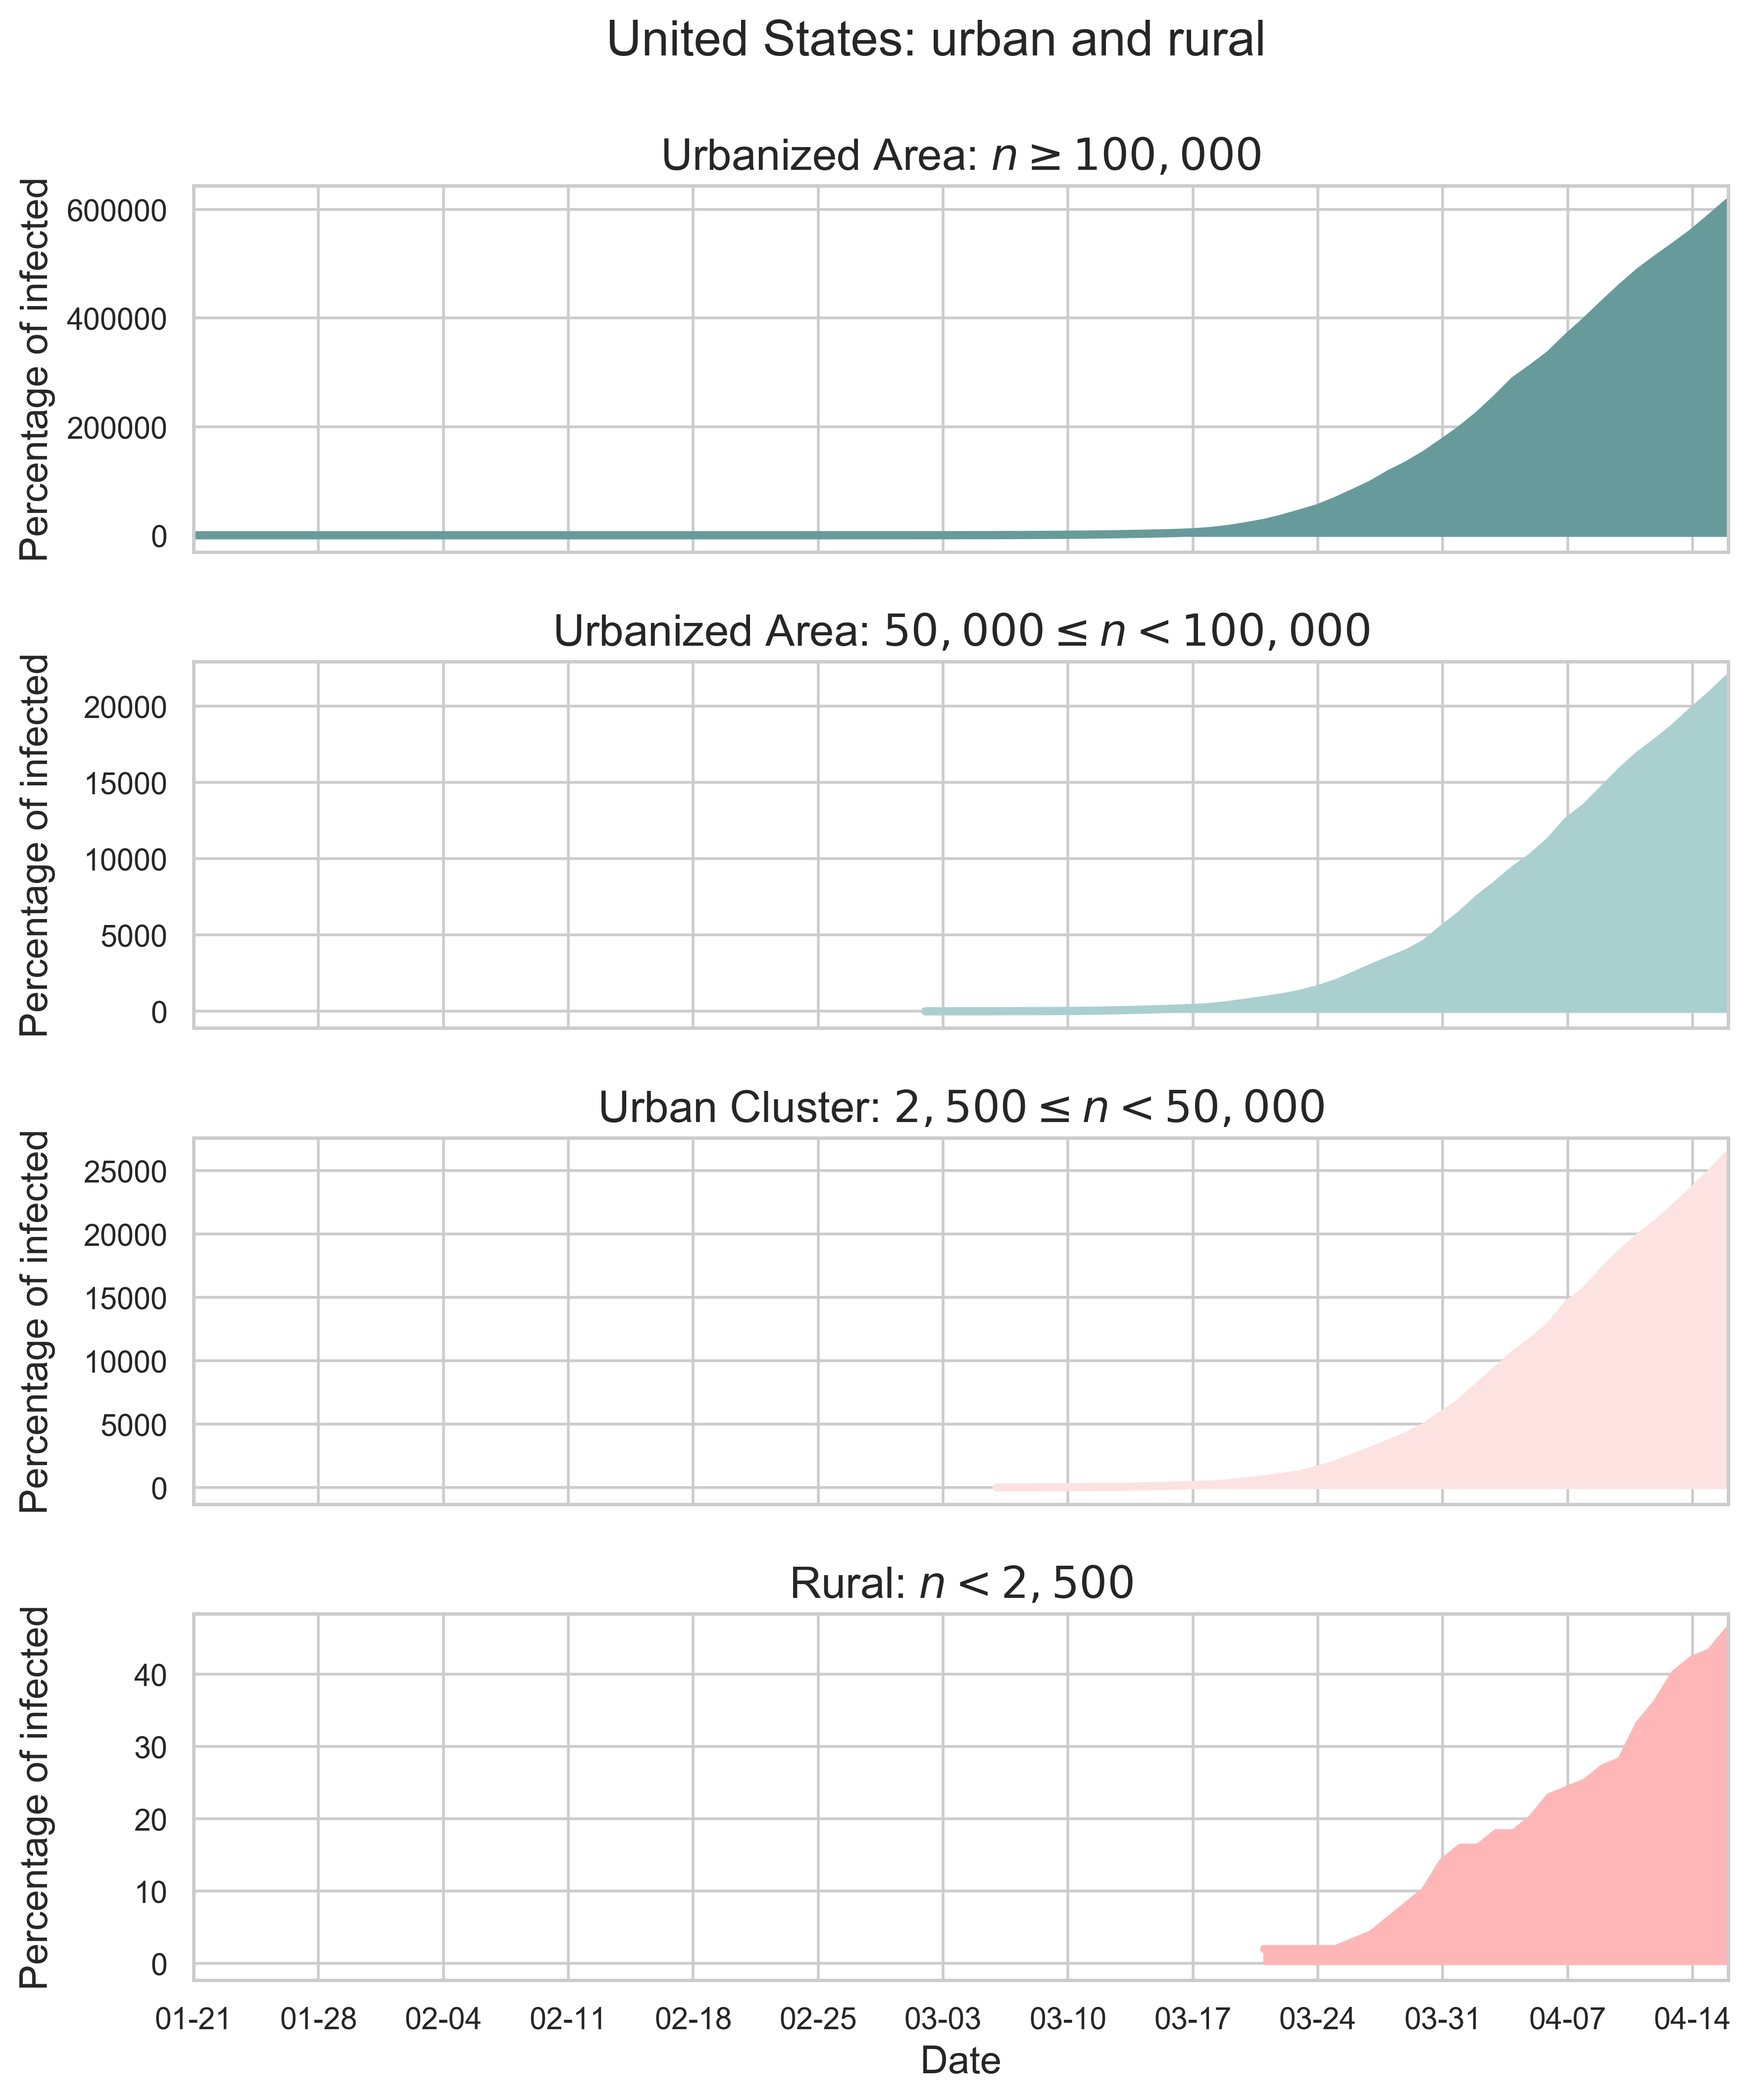 United States: urban and rural
Urbanized Area: n ≥ 100,000
Percentage of infected
600000
400000
200000
0
Urbanized Area: 50,000 ≤ n < 100,000
Percentage of infected
20000
15000
10000
5000
0
Urban Cluster: 2,500 ≤ n < 50,000
Percentage of infected
25000
20000
15000
10000
5000
0
Rural: n < 2,500
Percentage of infected
40
30
20
10
0
01-21 01-28 02-04 02-11 02-18 02-25 03-03 03-10 03-17 03-24 03-31 04-07 04-14
Date